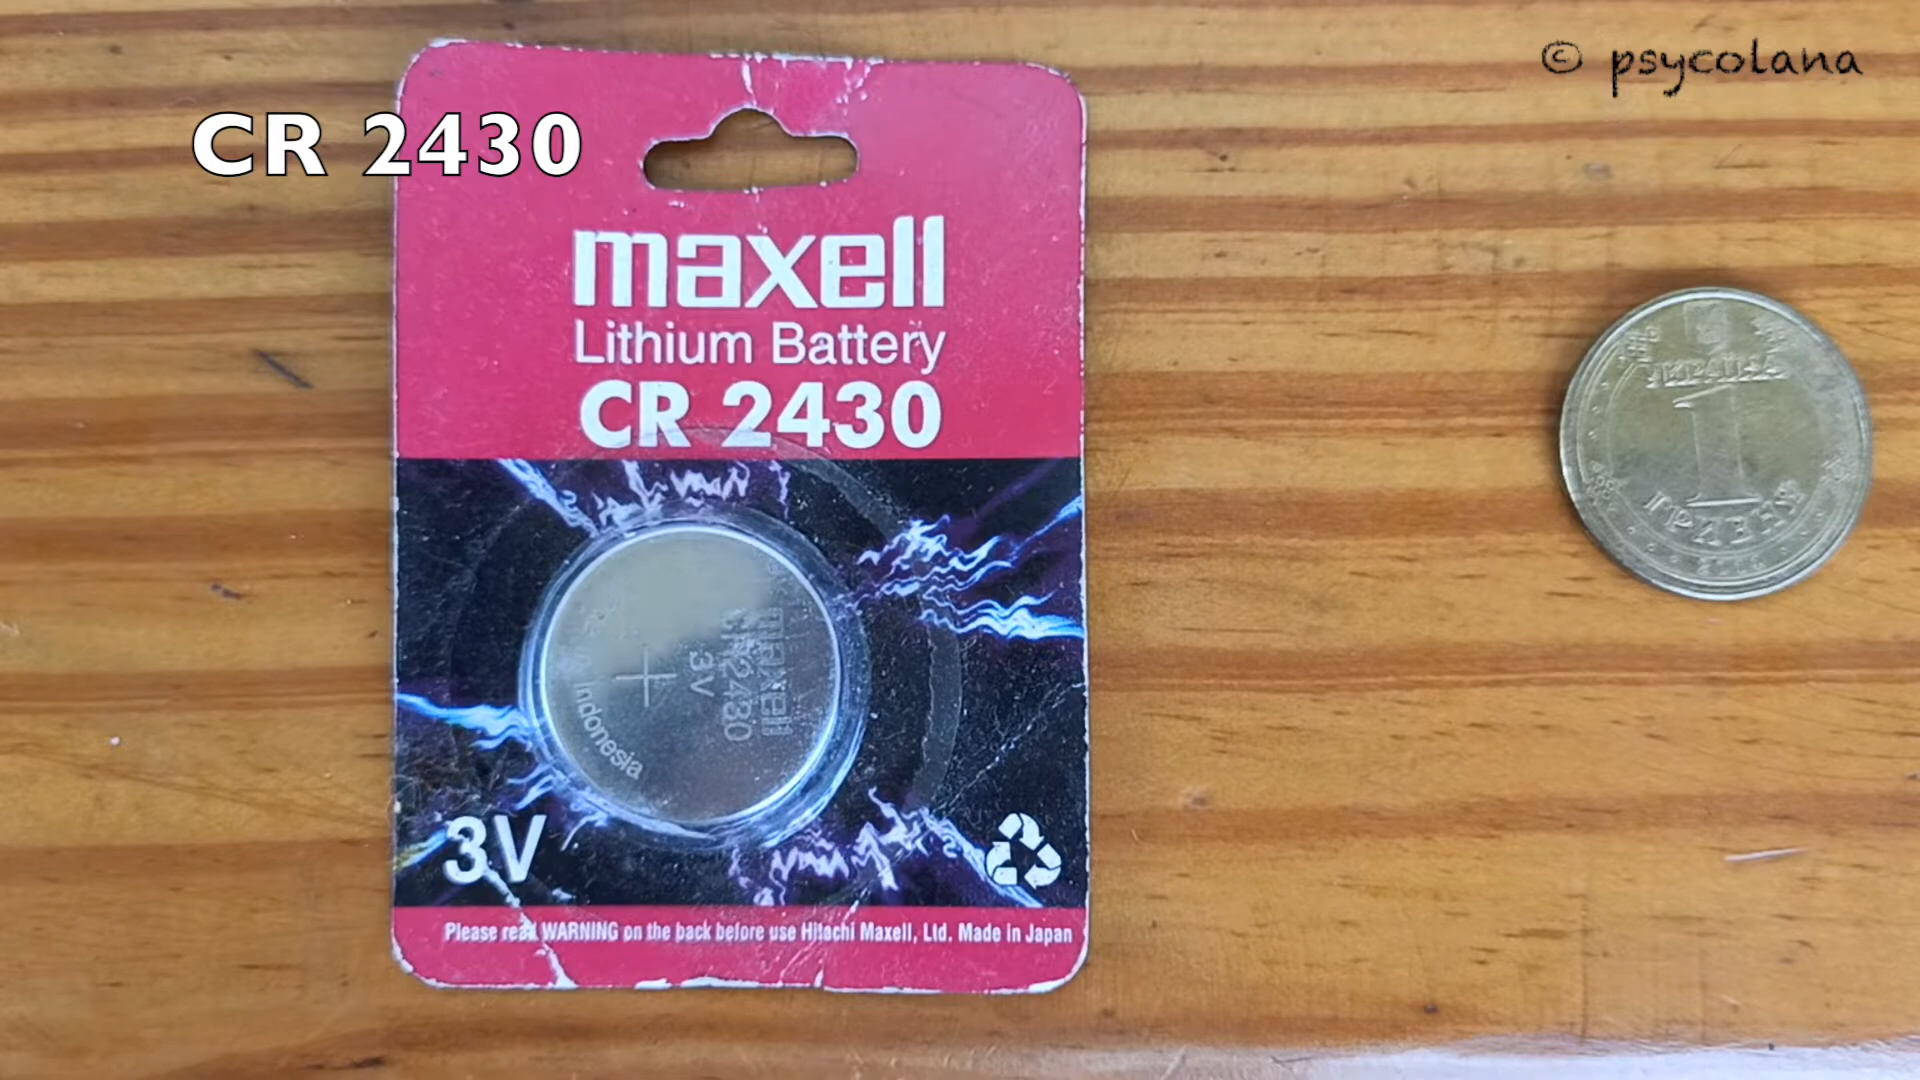 © psycolana
CR 2430
maxell
Lithium Battery
CR 2430
maxell
CR2430
3V
+
Indonesia
3V
Please read WARNING on the back before use Hitachi Maxell, Ltd. Made in Japan
УКРАЇНА
1
ГРИВНЯ